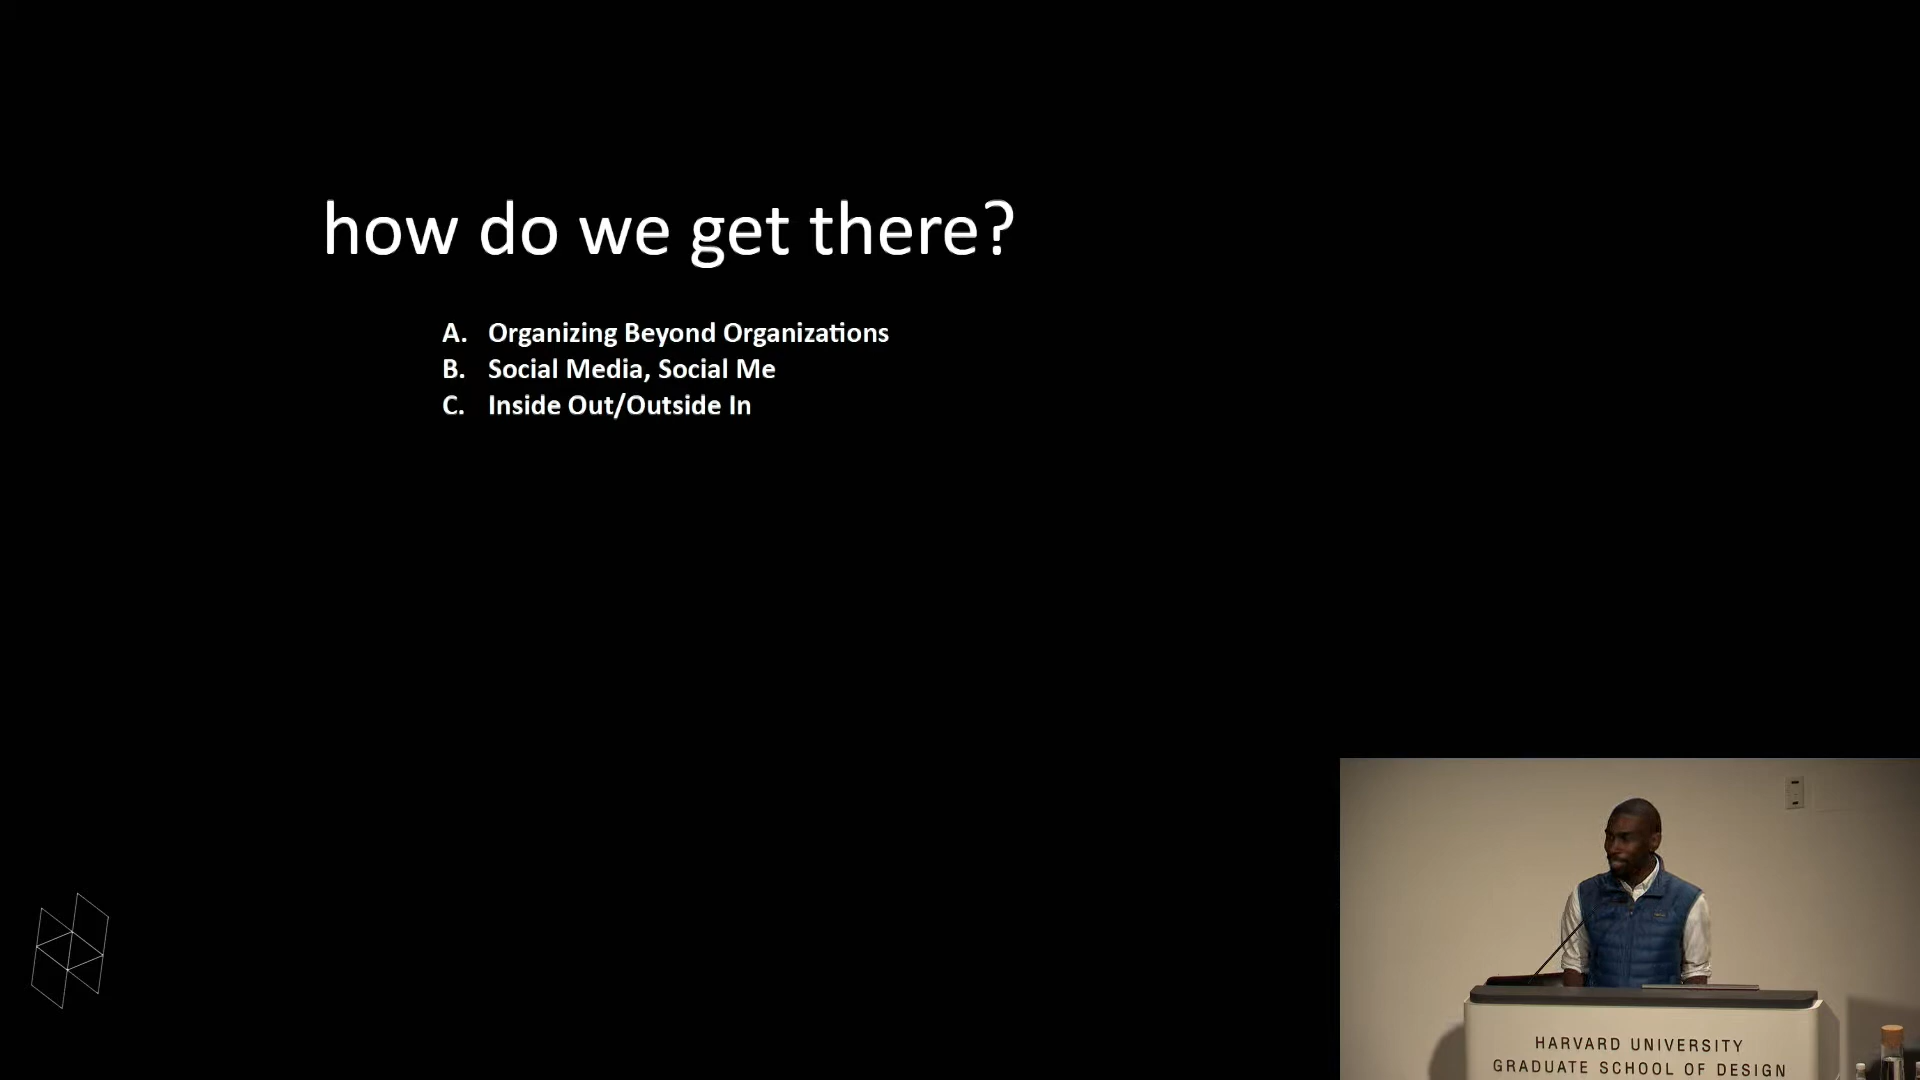 how do we get there?
A. Organizing Beyond Organizations
B. Social Media, Social Me
C. Inside Out/Outside In
HARVARD UNIVERSITY
GRADUATE SCHOOL OF DESIGN